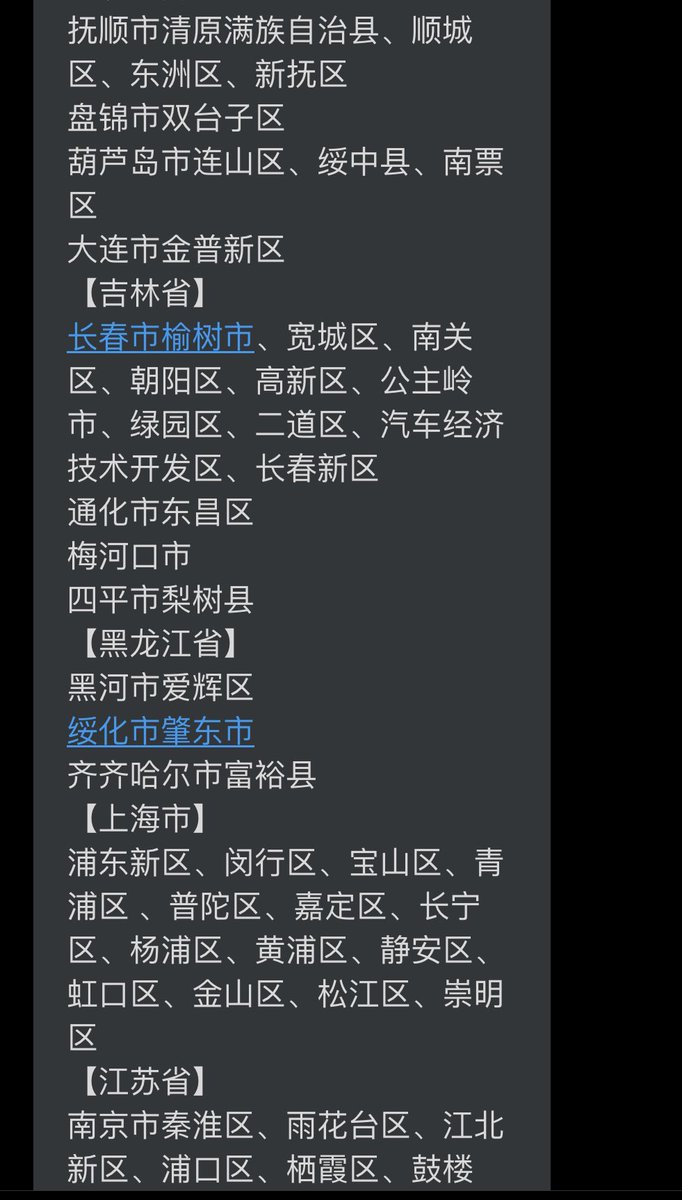 抚顺市清原满族自治县、顺城
区、东洲区、新抚区
盘锦市双台子区
葫芦岛市连山区、绥中县、南票
区
大连市金普新区
【吉林省】
长春市榆树市、宽城区、南关
区、朝阳区、高新区、公主岭
市、绿园区、二道区、汽车经济
技术开发区、长春新区
通化市东昌区
梅河口市
四平市梨树县
【黑龙江省】
黑河市爱辉区
绥化市肇东市
齐齐哈尔市富裕县
【上海市】
浦东新区、闵行区、宝山区、青
浦区 、普陀区、嘉定区、长宁
区、杨浦区、黄浦区、静安区、
虹口区、金山区、松江区、崇明
区
【江苏省】
南京市秦淮区、雨花台区、江北
新区、浦口区、栖霞区、鼓楼